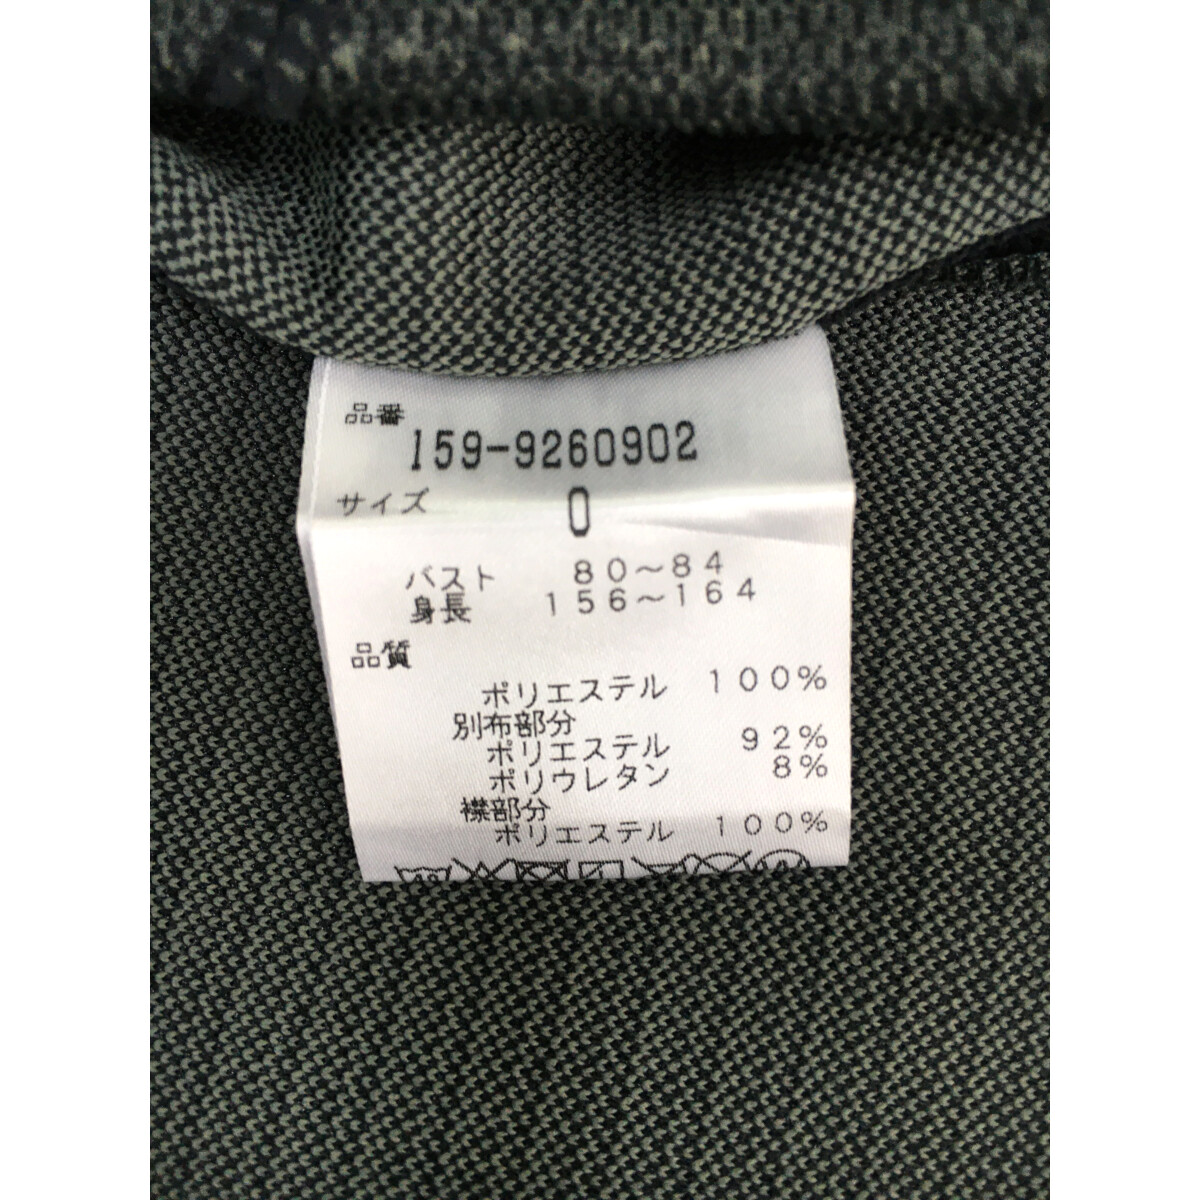 品番
159-9260902
サイズ 0
バスト 80～84
身長 156～164
品質
ポリエステル 100%
別布部分
ポリエステル 92%
ポリウレタン 8%
襟部分
ポリエステル 100%